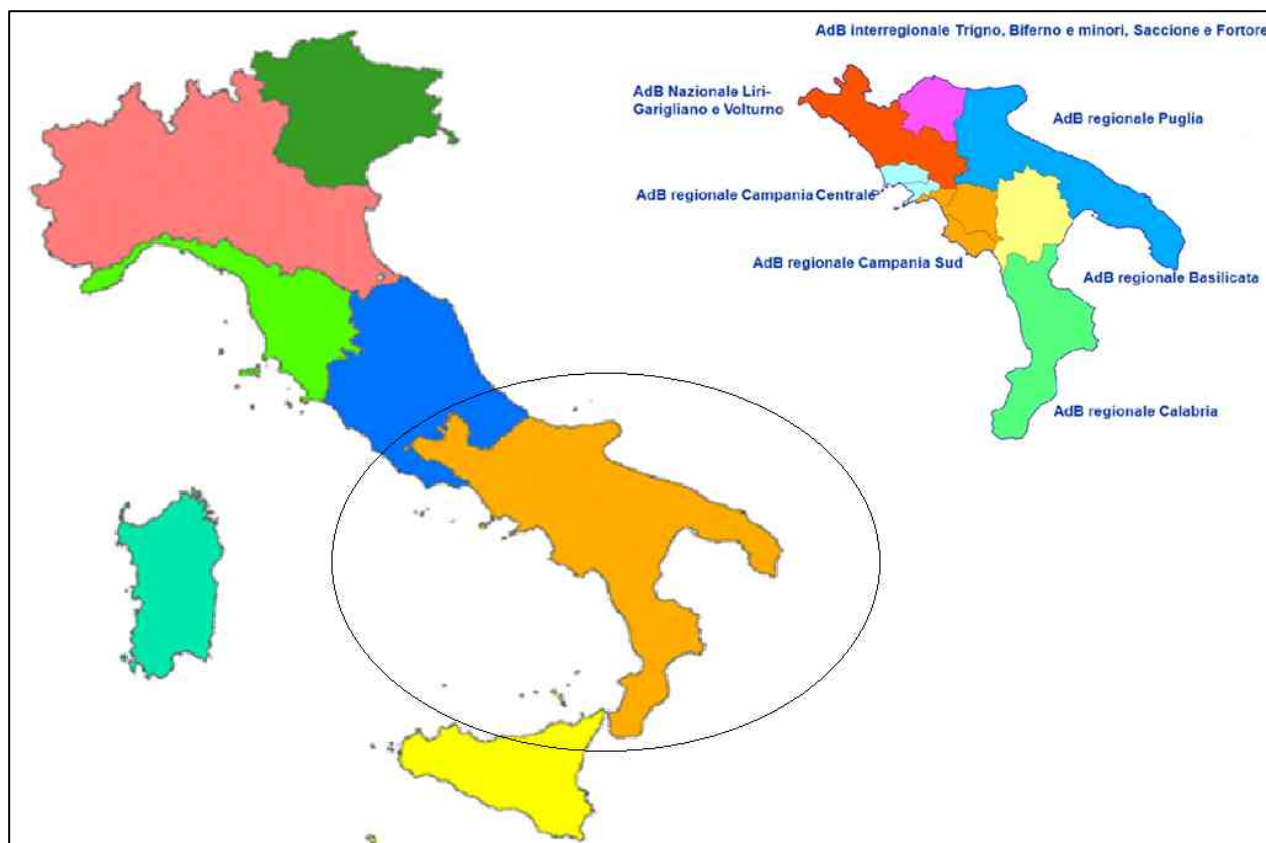 AdB interregionale Trigno, Biferno e minori, Saccione e Fortore
AdB Nazionale Liri-
Garigliano e Volturno
AdB regionale Puglia
AdB regionale Campania Centrale
AdB regionale Campania Sud
AdB regionale Basilicata
AdB regionale Calabria